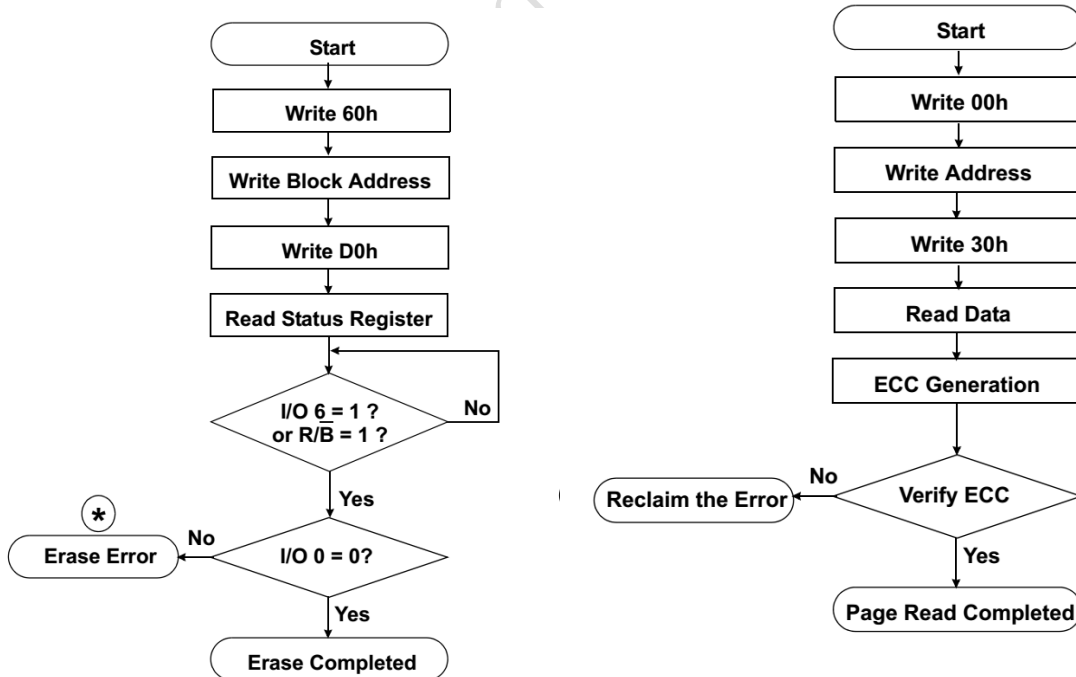 Start
Write 60h
Write Block Address
Write D0h
Read Status Register
I/O 6 = 1 ?
or R/B̅ = 1 ?
No
Yes
*
Erase Error
No
I/O 0 = 0?
Yes
Erase Completed
Start
Write 00h
Write Address
Write 30h
Read Data
ECC Generation
No
Reclaim the Error
Verify ECC
Yes
Page Read Completed